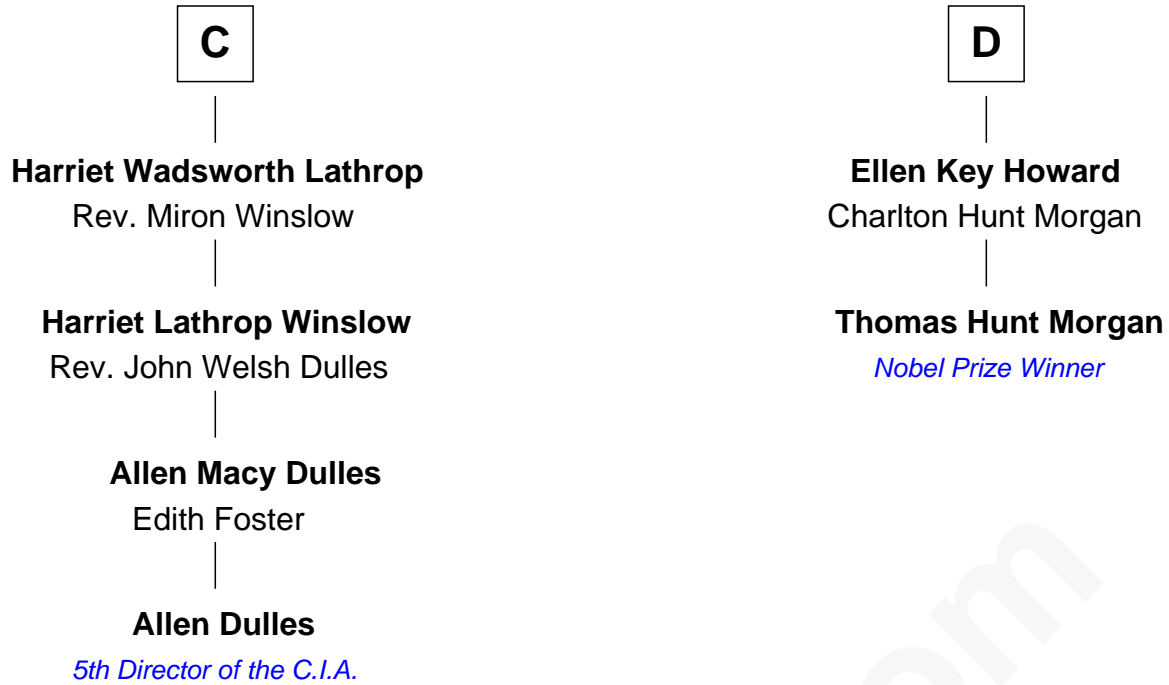 C
Harriet Wadsworth Lathrop
Rev. Miron Winslow
Harriet Lathrop Winslow
Rev. John Welsh Dulles
Allen Macy Dulles
Edith Foster
Allen Dulles
5th Director of the C.I.A.
D
Ellen Key Howard
Charlton Hunt Morgan
Thomas Hunt Morgan
Nobel Prize Winner
om